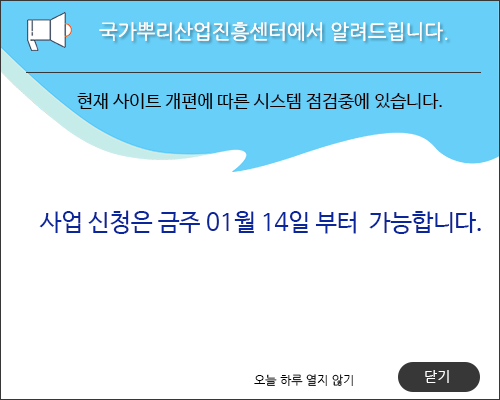 국가뿌리산업진흥센터에서 알려드립니다.
현재 사이트 개편에 따른 시스템 점검중에 있습니다.
사업 신청은 금주 01월 14일 부터 가능합니다.
오늘 하루 열지 않기
닫기